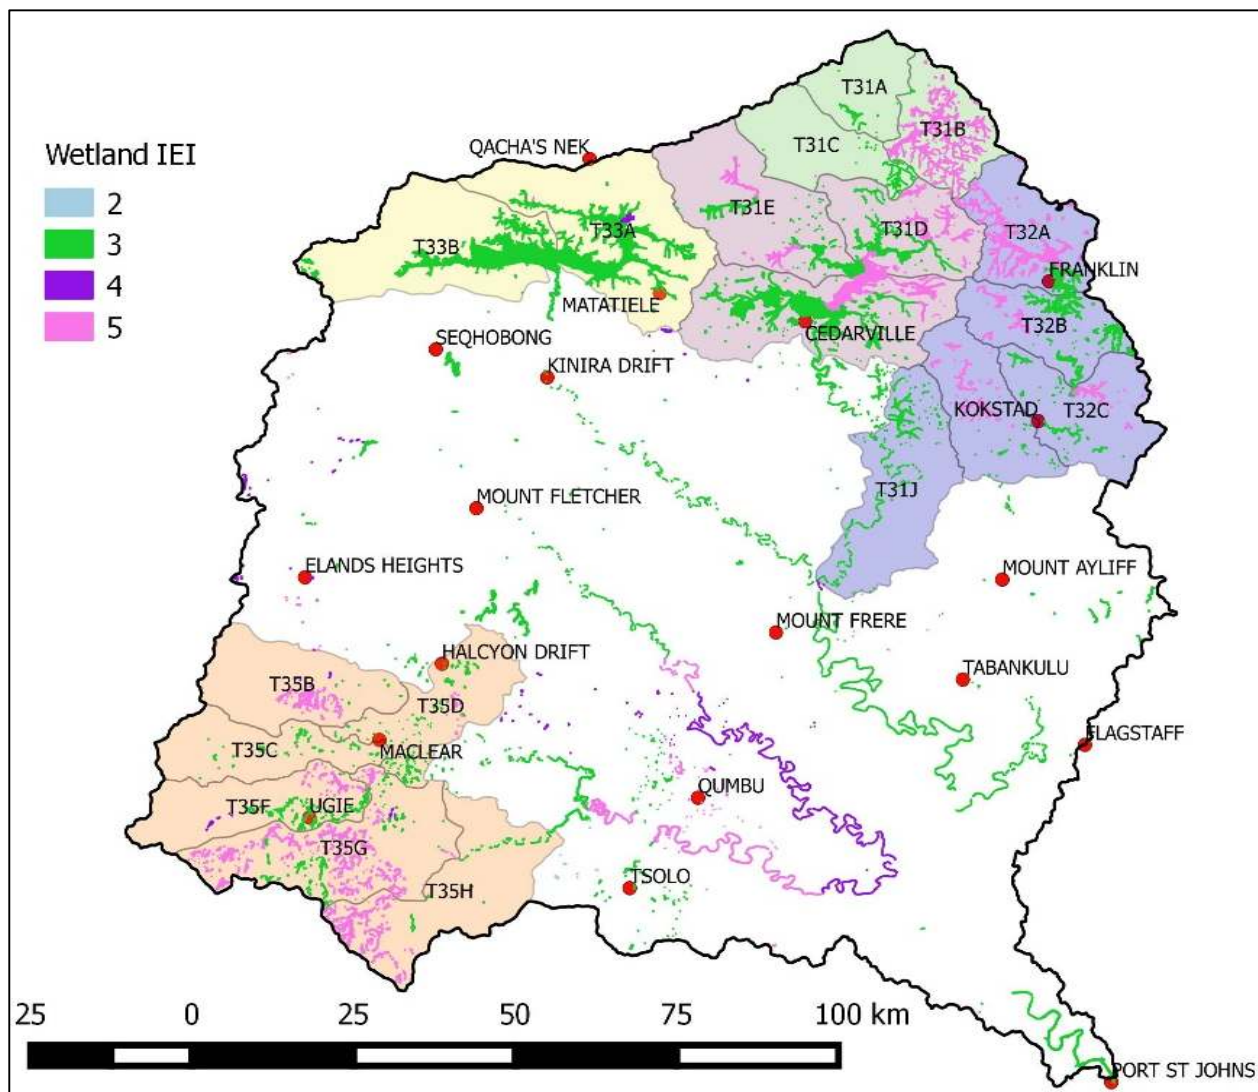 T31A
T31B
QACHA'S NEK
T31C
Wetland IEI
2
3
4
5
T31E
T31D
T32A
T33A
T33B
FRANKLIN
MATATIELE
T32B
CEDARVILLE
SEQHOBONG
KINIRA DRIFT
KOKSTAD
T32C
T31J
MOUNT FLETCHER
ELANDS HEIGHTS
MOUNT AYLIFF
MOUNT FRERE
HALCYON DRIFT
TABANKULU
T35B
T35D
FLAGSTAFF
T35C
MACLEAR
QUMBU
T35F
UGIE
T35G
TSOLO
T35H
25 0 25 50 75 100 km
PORT ST JOHNS